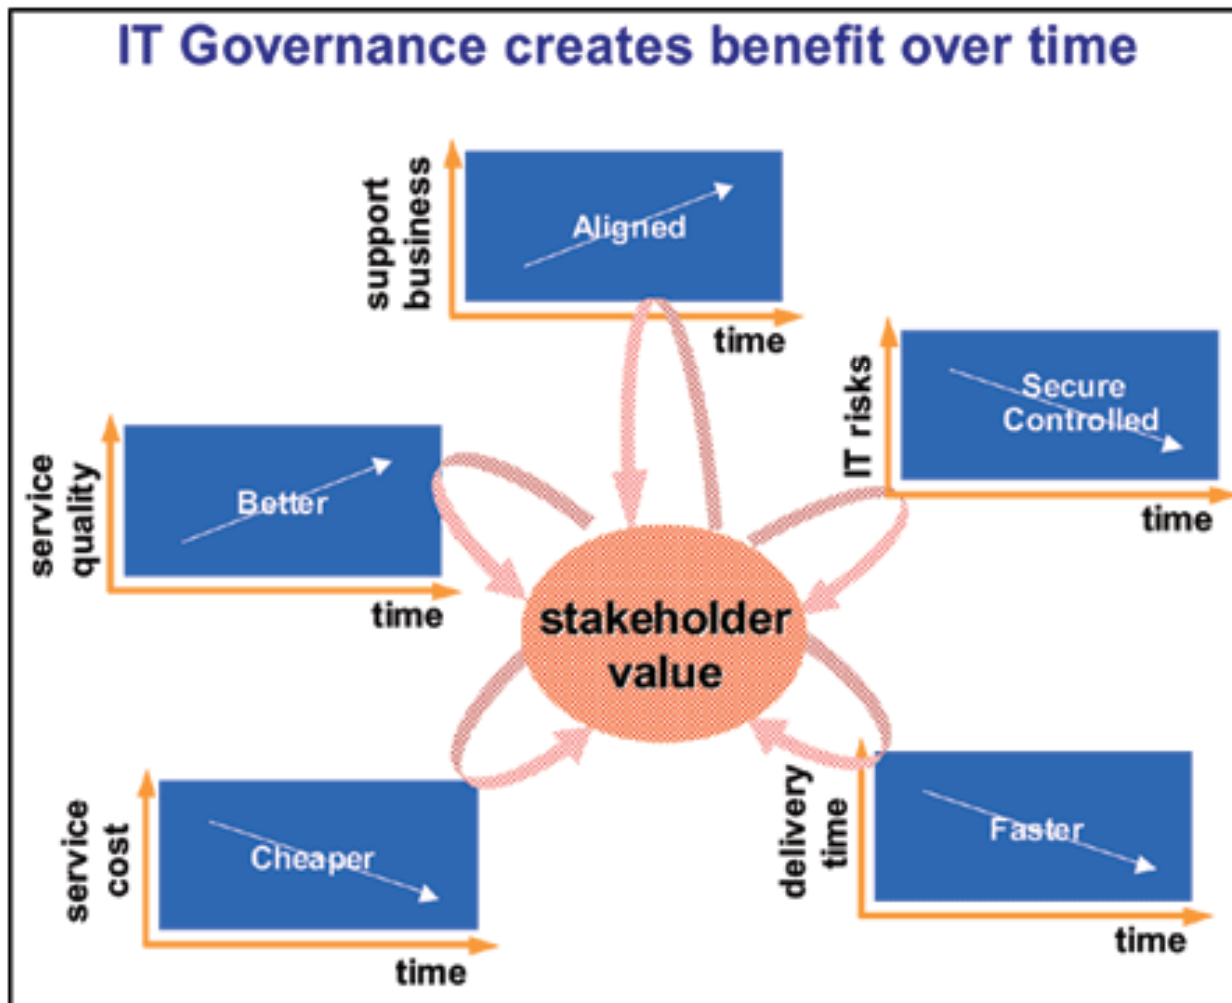 IT Governance creates benefit over time
support
business
Aligned
time
IT risks
Secure
Controlled
time
service
quality
Better
time
stakeholder
value
service
cost
Cheaper
time
delivery
time
Faster
time